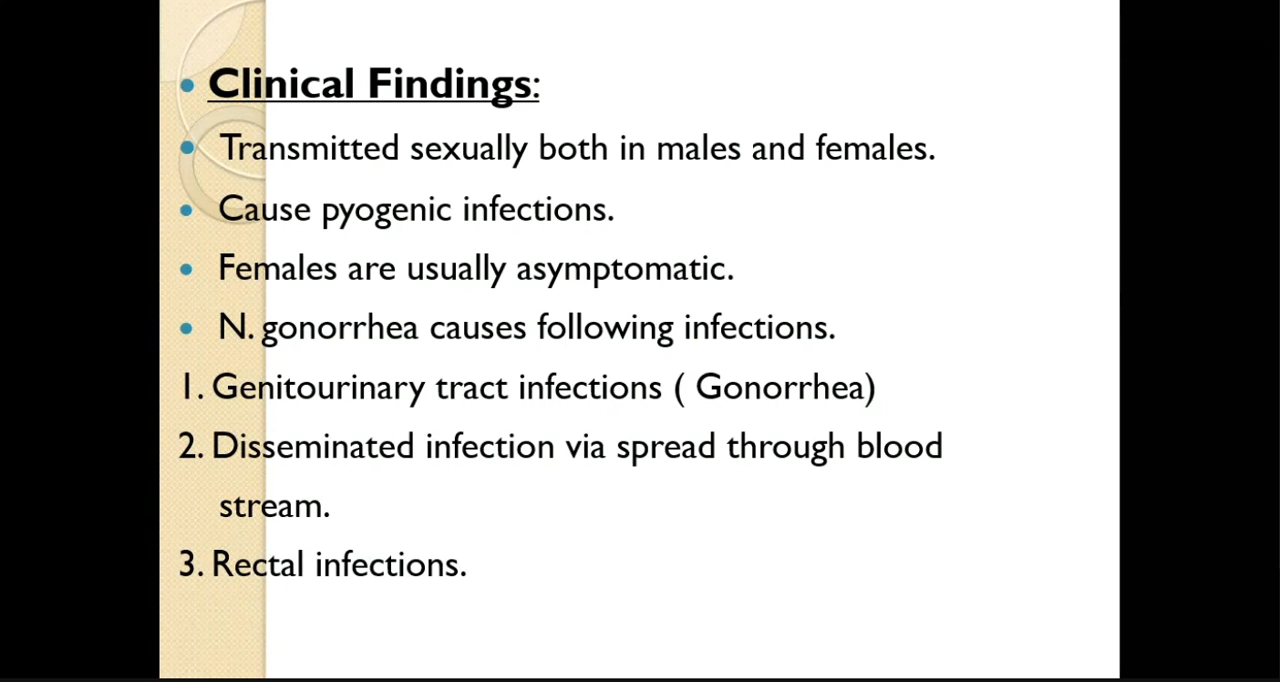 • Clinical Findings:
• Transmitted sexually both in males and females.
• Cause pyogenic infections.
• Females are usually asymptomatic.
• N. gonorrhea causes following infections.
1. Genitourinary tract infections ( Gonorrhea)
2. Disseminated infection via spread through blood
stream.
3. Rectal infections.